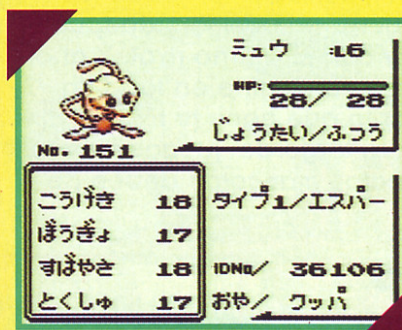 ミュウ :L6
HP:
28/ 28
じょうたい/ふつう
No. 151
こうげき 18
ぼうぎょ 17
すばやさ 18
とくしゅ 17
タイプ1/エスパー
IDNo/ 36106
おや/ クッパ